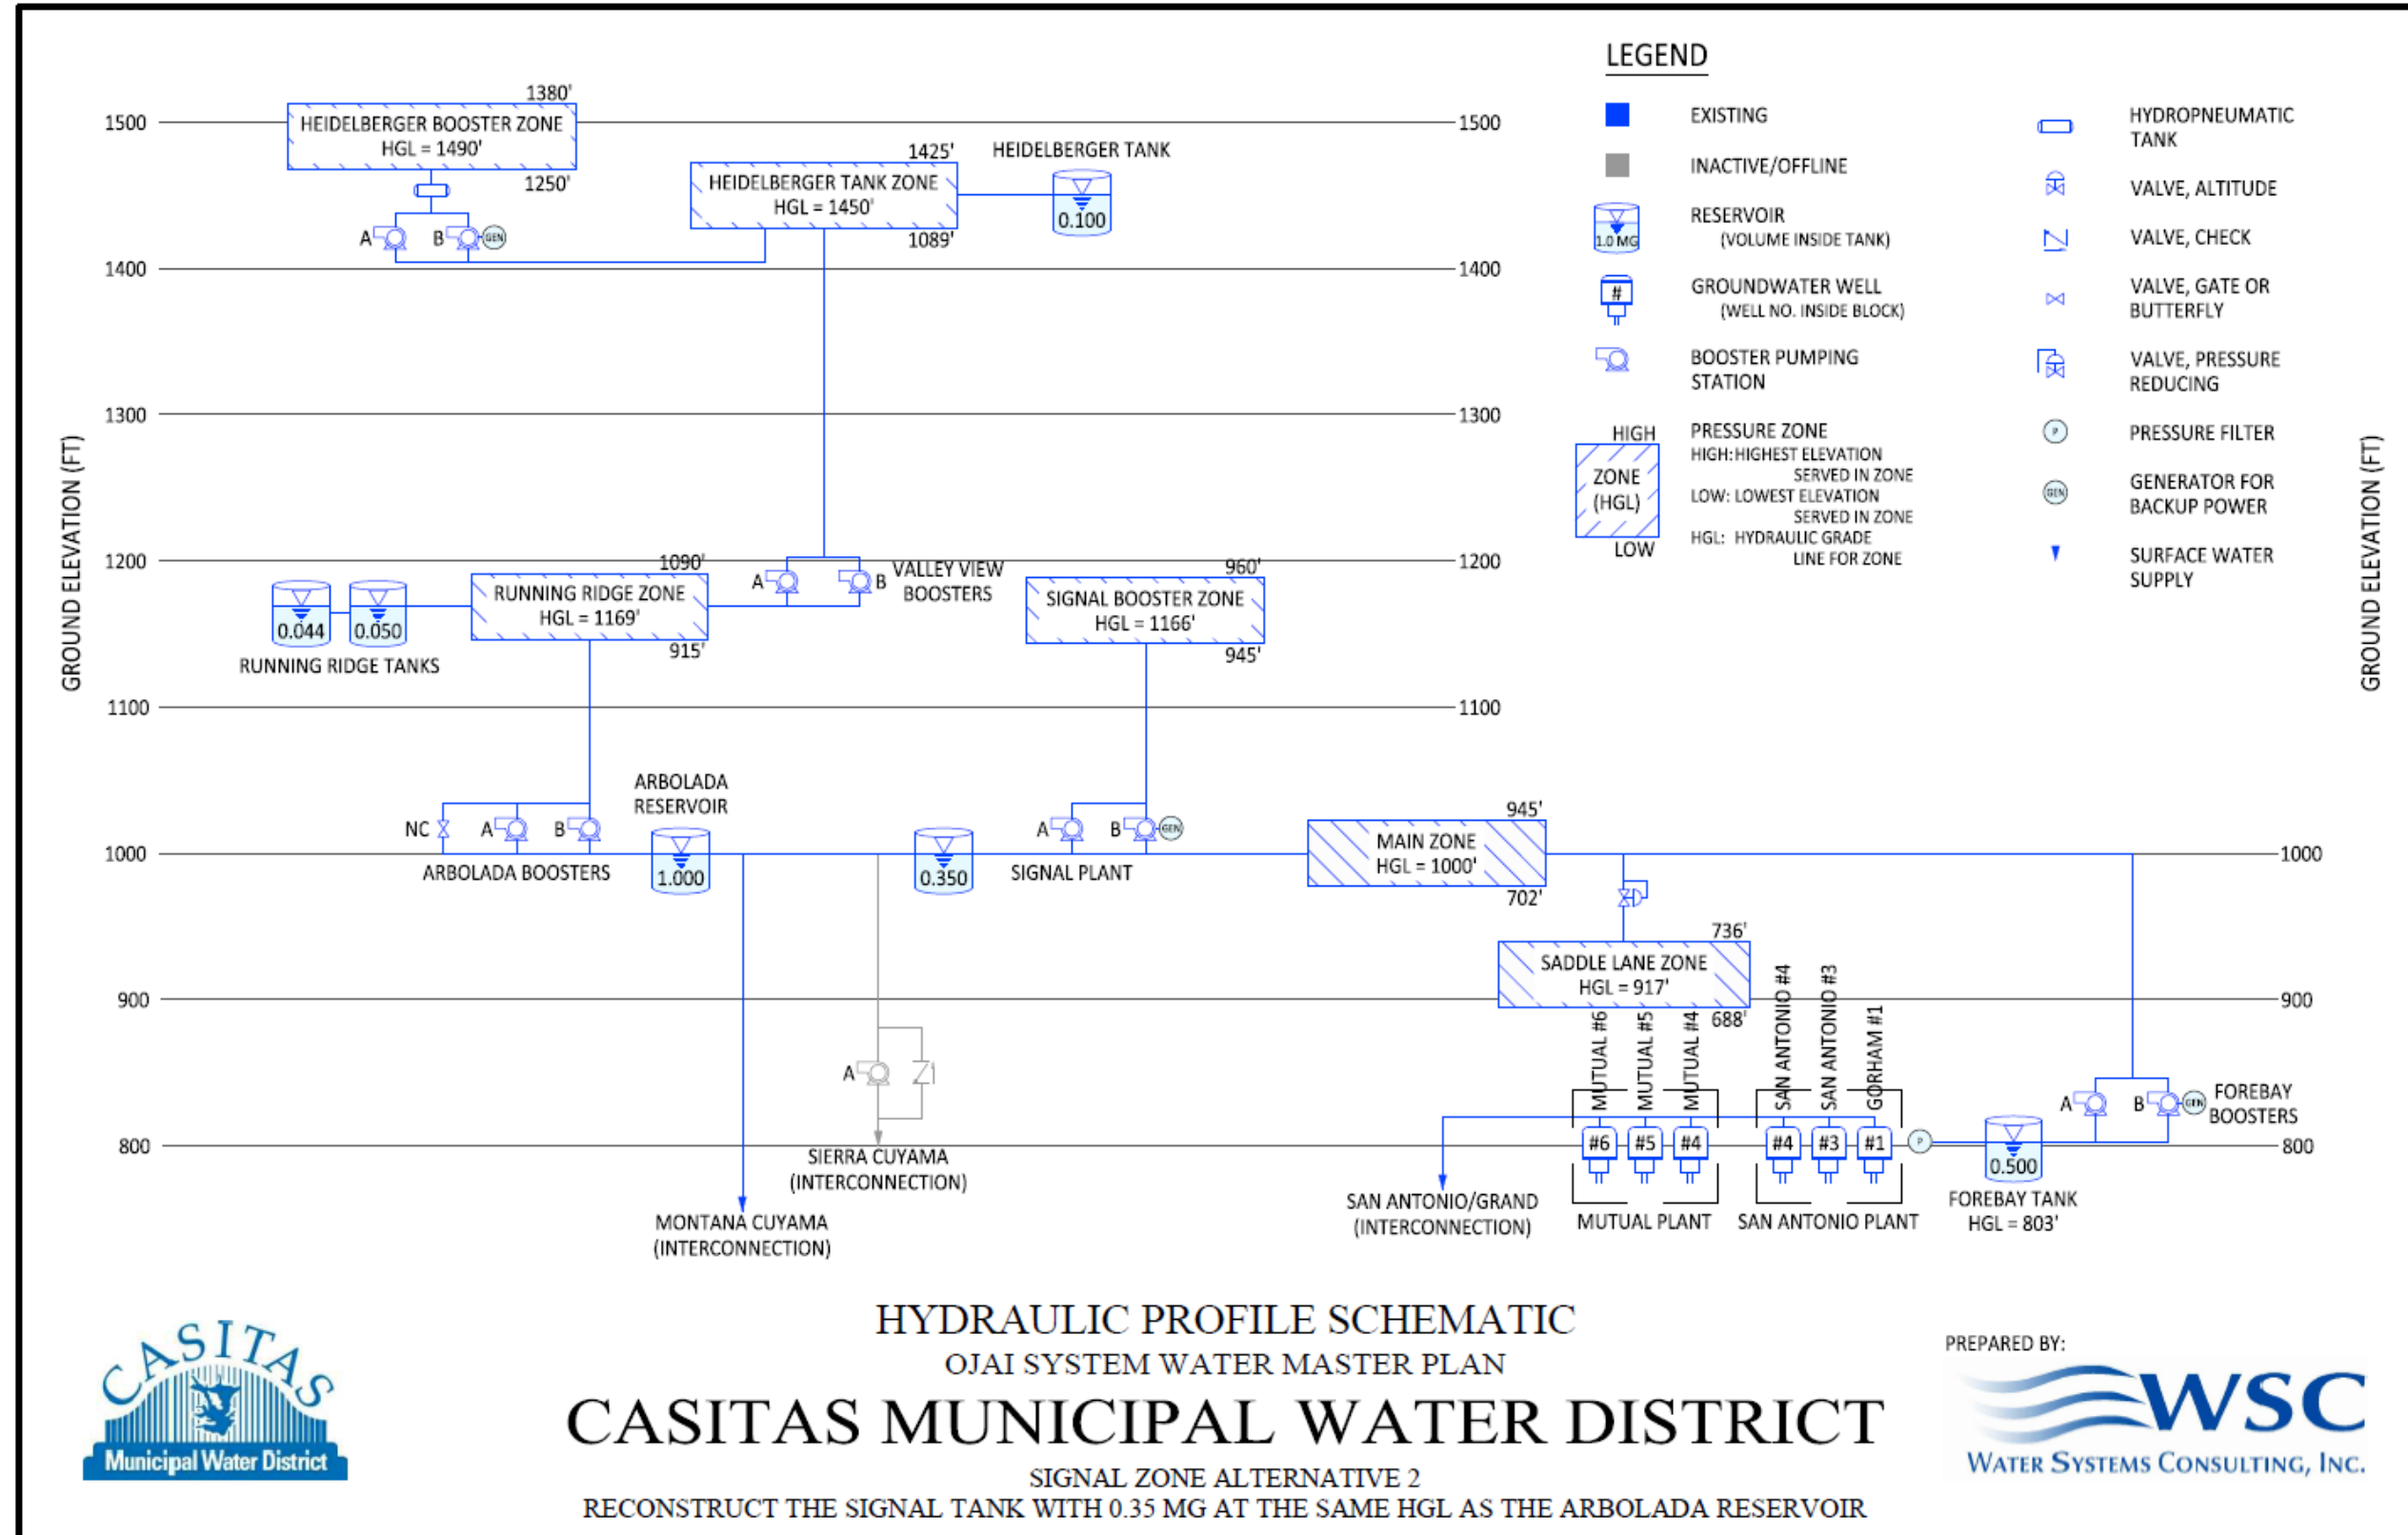 LEGEND
EXISTING
INACTIVE/OFFLINE
1.0 MG
RESERVOIR
(VOLUME INSIDE TANK)
#
GROUNDWATER WELL
(WELL NO. INSIDE BLOCK)
BOOSTER PUMPING
STATION
HIGH
ZONE
(HGL)
LOW
PRESSURE ZONE
HIGH: HIGHEST ELEVATION
SERVED IN ZONE
LOW: LOWEST ELEVATION
SERVED IN ZONE
HGL: HYDRAULIC GRADE
LINE FOR ZONE
HYDROPNEUMATIC
TANK
VALVE, ALTITUDE
VALVE, CHECK
VALVE, GATE OR
BUTTERFLY
VALVE, PRESSURE
REDUCING
P
PRESSURE FILTER
GEN
GENERATOR FOR
BACKUP POWER
SURFACE WATER
SUPPLY
GROUND ELEVATION (FT)
1500
1400
1300
1200
1100
1000
900
800
1500
1400
1300
1200
1100
1000
900
800
GROUND ELEVATION (FT)
1380'
HEIDELBERGER BOOSTER ZONE
HGL = 1490'
1250'
A
B
GEN
1425'
HEIDELBERGER TANK ZONE
HGL = 1450'
1089'
HEIDELBERGER TANK
0.100
1090'
RUNNING RIDGE ZONE
HGL = 1169'
915'
0.044
0.050
RUNNING RIDGE TANKS
A
B
VALLEY VIEW
BOOSTERS
960'
SIGNAL BOOSTER ZONE
HGL = 1166'
945'
NC
A
B
ARBOLADA BOOSTERS
ARBOLADA
RESERVOIR
1.000
0.350
A
B
GEN
SIGNAL PLANT
945'
MAIN ZONE
HGL = 1000'
702'
736'
SADDLE LANE ZONE
HGL = 917'
688'
A
SIERRA CUYAMA
(INTERCONNECTION)
MONTANA CUYAMA
(INTERCONNECTION)
SAN ANTONIO/GRAND
(INTERCONNECTION)
MUTUAL #6
MUTUAL #5
MUTUAL #4
SAN ANTONIO #4
SAN ANTONIO #3
GORHAM #1
#6
#5
#4
#4
#3
#1
P
MUTUAL PLANT
SAN ANTONIO PLANT
0.500
FOREBAY TANK
HGL = 803'
A
B
GEN
FOREBAY
BOOSTERS
HYDRAULIC PROFILE SCHEMATIC
OJAI SYSTEM WATER MASTER PLAN
CASITAS MUNICIPAL WATER DISTRICT
SIGNAL ZONE ALTERNATIVE 2
RECONSTRUCT THE SIGNAL TANK WITH 0.35 MG AT THE SAME HGL AS THE ARBOLADA RESERVOIR
CASITAS
Municipal Water District
PREPARED BY:
WSC
WATER SYSTEMS CONSULTING, INC.